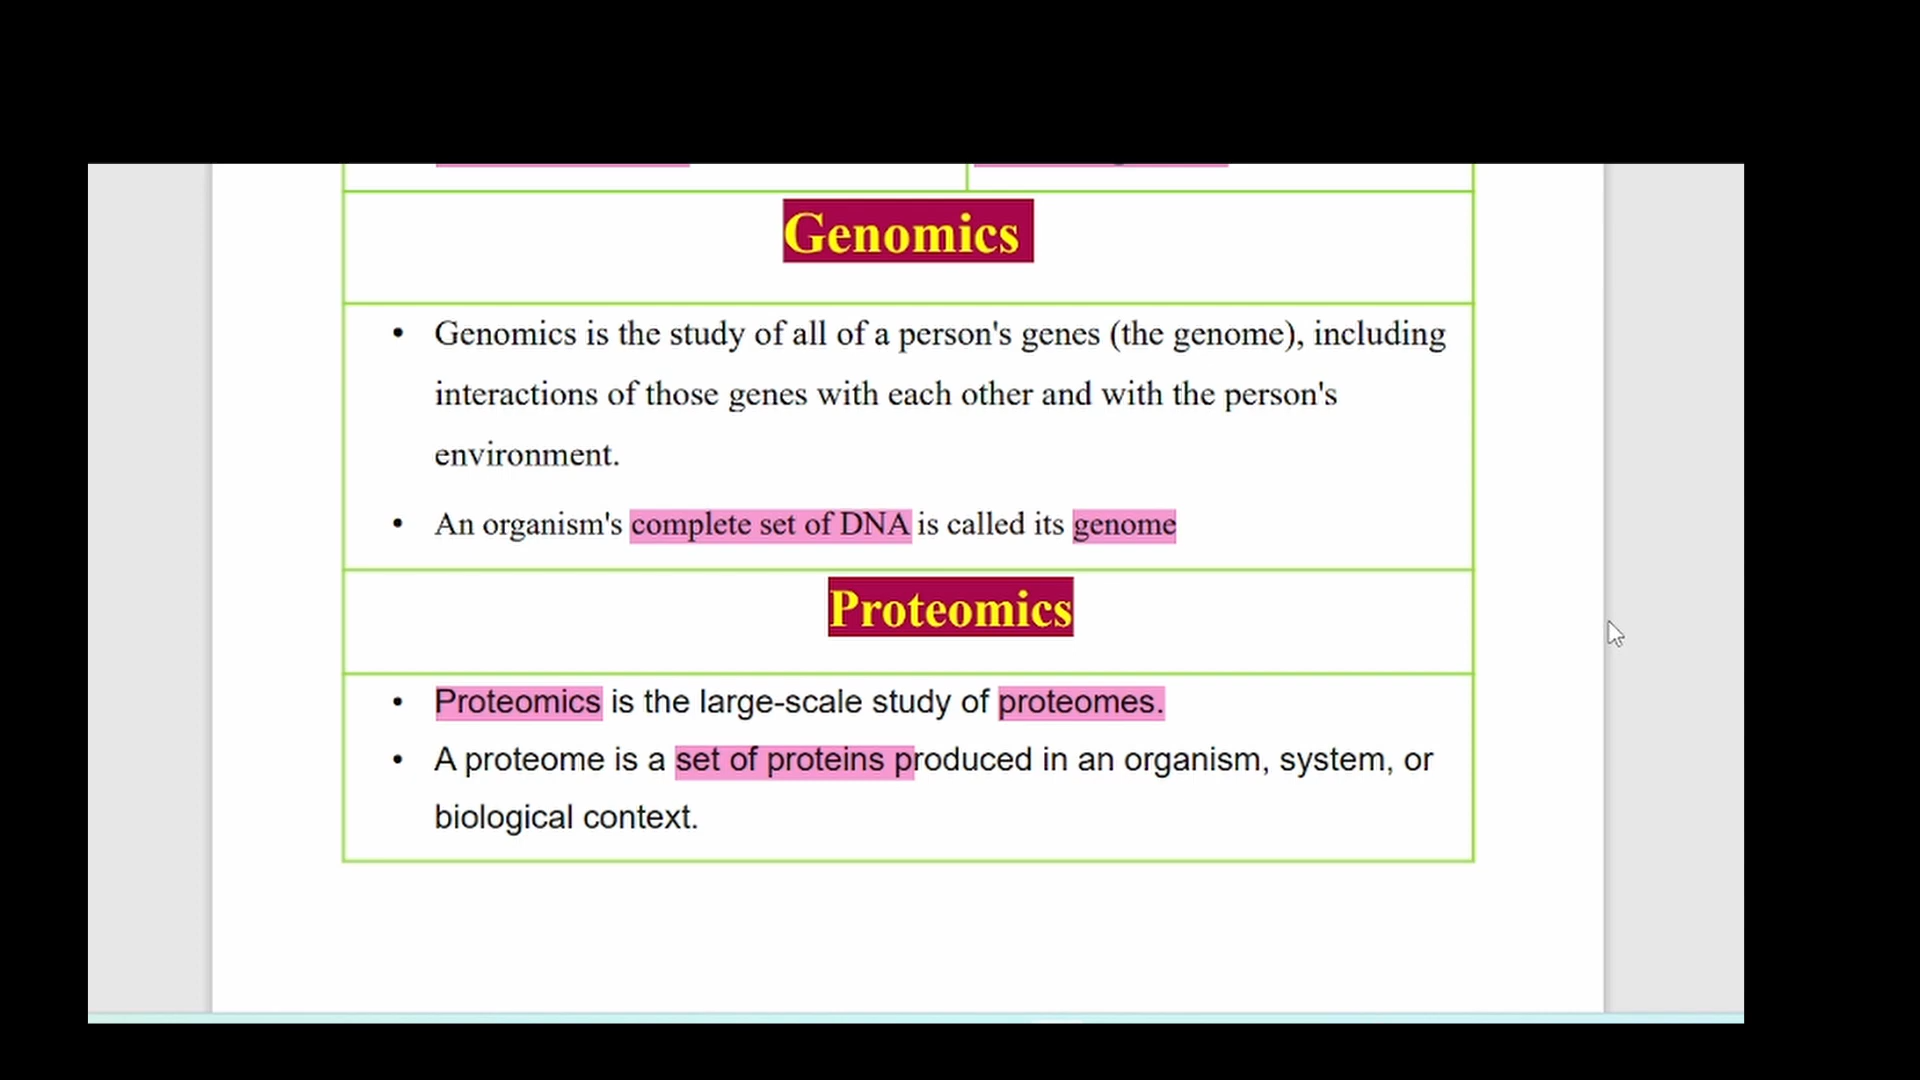 Genomics
• Genomics is the study of all of a person's genes (the genome), including
interactions of those genes with each other and with the person's
environment.
• An organism's complete set of DNA is called its genome
Proteomics
• Proteomics is the large-scale study of proteomes.
• A proteome is a set of proteins produced in an organism, system, or
biological context.